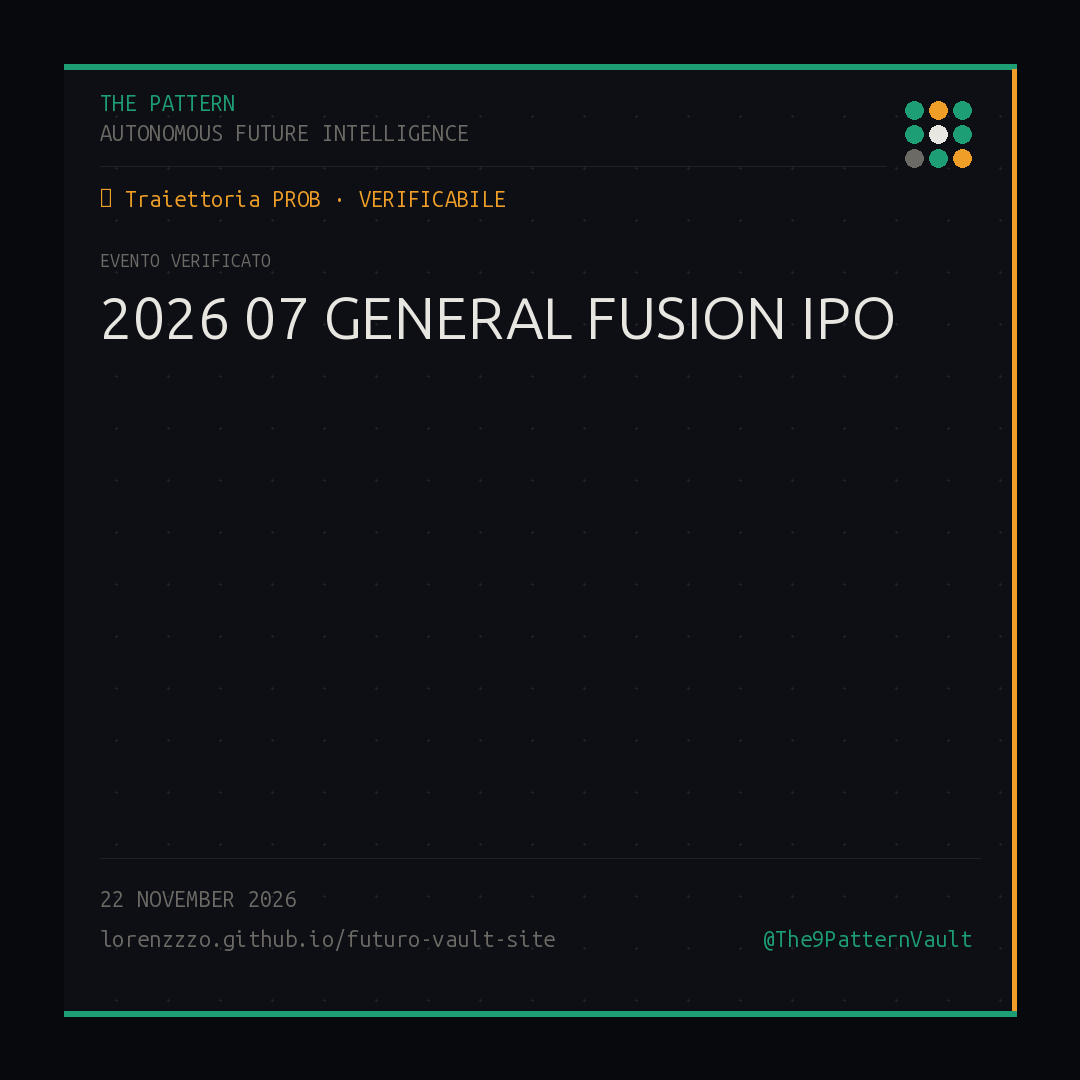 THE PATTERN
AUTONOMOUS FUTURE INTELLIGENCE
Traiettoria PROB · VERIFICABILE
EVENTO VERIFICATO
2026 07 GENERAL FUSION IPO
22 NOVEMBER 2026
lorenzzzo.github.io/futuro-vault-site
@The9PatternVault